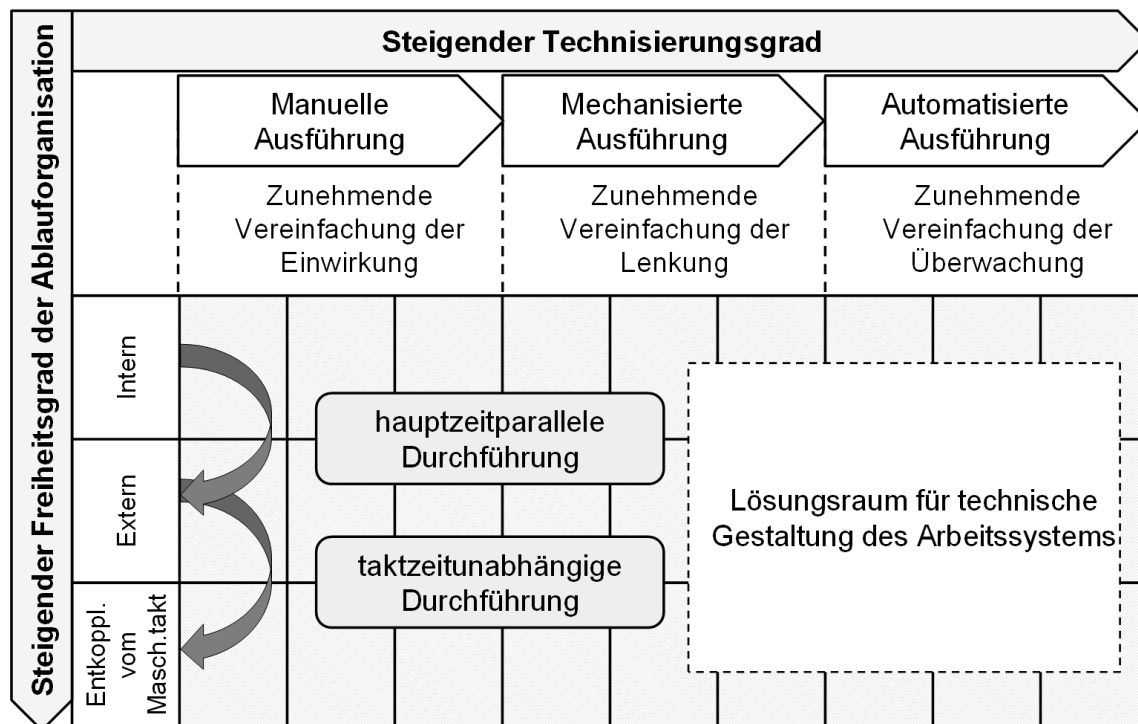 Steigender Technisierungsgrad
Steigender Freiheitsgrad der Ablauforganisation
Manuelle
Ausführung
Mechanisierte
Ausführung
Automatisierte
Ausführung
Zunehmende
Vereinfachung der
Einwirkung
Zunehmende
Vereinfachung der
Lenkung
Zunehmende
Vereinfachung der
Überwachung
Intern
hauptzeitparallele
Durchführung
Extern
Lösungsraum für technische
Gestaltung des Arbeitssystems
taktzeitunabhängige
Durchführung
Entkoppl.
vom
Masch.takt